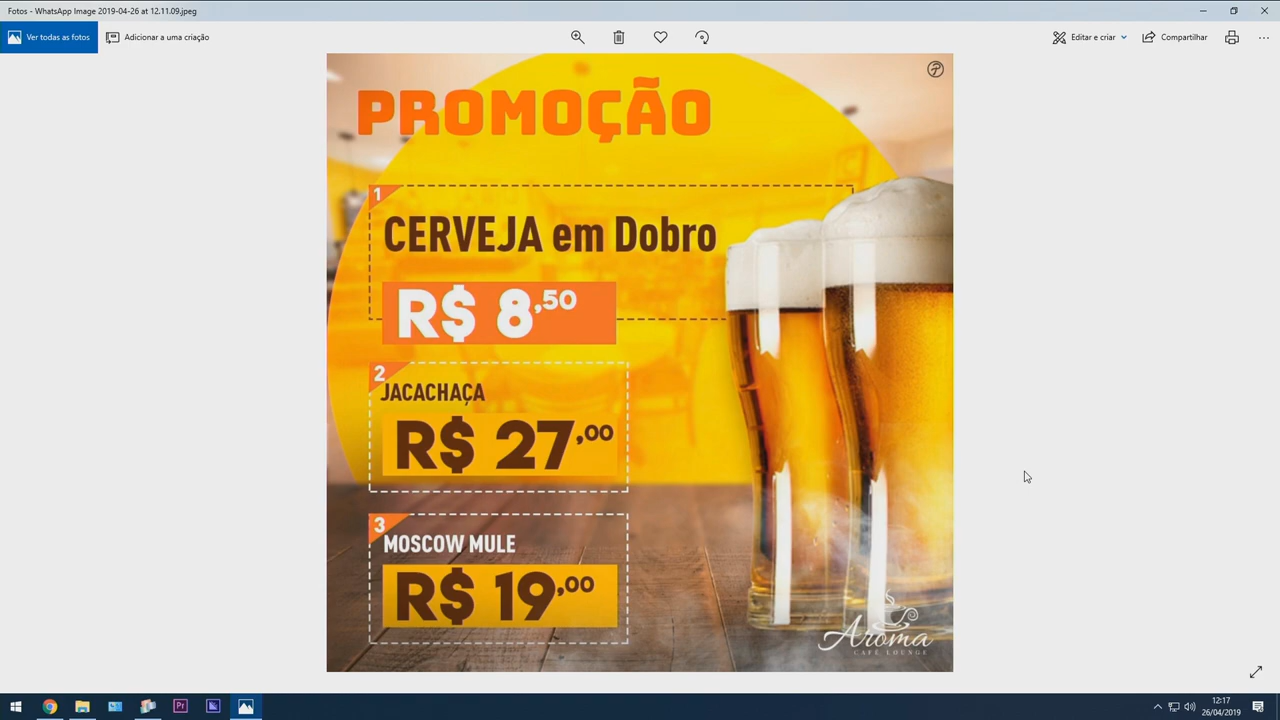 Fotos - WhatsApp Image 2019-04-26 at 12.11.09.jpeg
Ver todas as fotos
Adicionar a uma criação
Editar e criar
Compartilhar
PROMOÇÃO
1
CERVEJA em Dobro
R$ 8,50
2
JACACHAÇA
R$ 27,00
3
MOSCOW MULE
R$ 19,00
Aroma
CAFÉ LOUNGE
Pr
12:17
26/04/2019